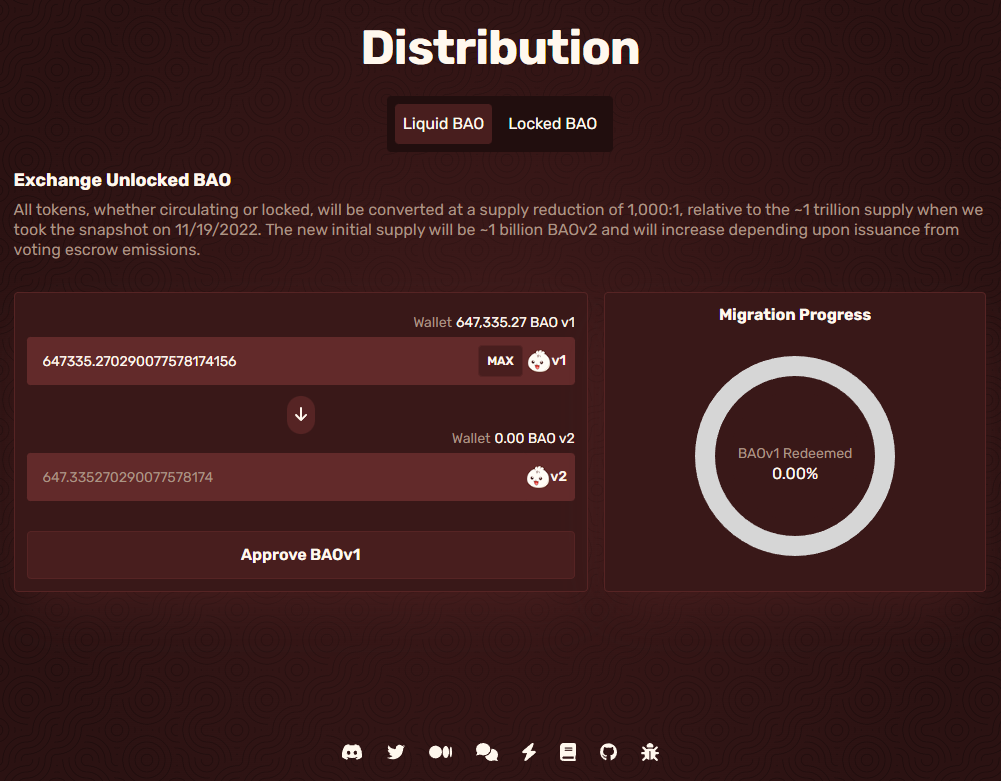 Distribution
Liquid BAO Locked BAO
Exchange Unlocked BAO
All tokens, whether circulating or locked, will be converted at a supply reduction of 1,000:1, relative to the ~1 trillion supply when we
took the snapshot on 11/19/2022. The new initial supply will be ~1 billion BAOv2 and will increase depending upon issuance from
voting escrow emissions.
Wallet 647,335.27 BAO v1
647335.270290077578174156 MAX v1
Wallet 0.00 BAO v2
647.335270290077578174 v2
Approve BAOv1
Migration Progress
BAOv1 Redeemed
0.00%